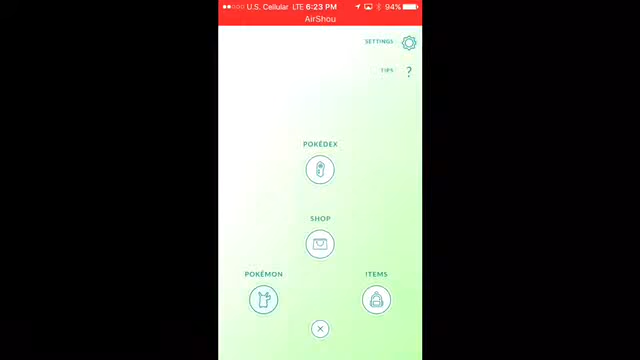 U.S. Cellular LTE 6:23 PM 94%
AirShou
SETTINGS
TIPS ?
POKÉDEX
SHOP
POKÉMON
ITEMS